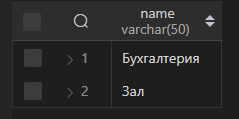 name
varchar(50)
1 Бухгалтерия
2 Зал